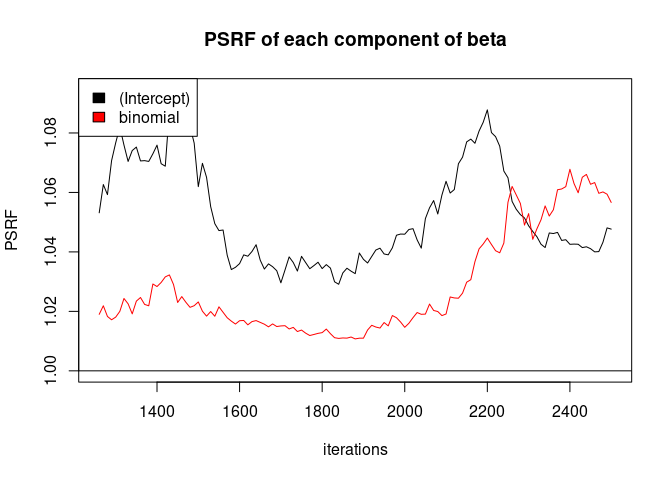 PSRF of each component of beta
(Intercept)
binomial
PSRF
1.08
1.06
1.04
1.02
1.00
1400 1600 1800 2000 2200 2400
iterations